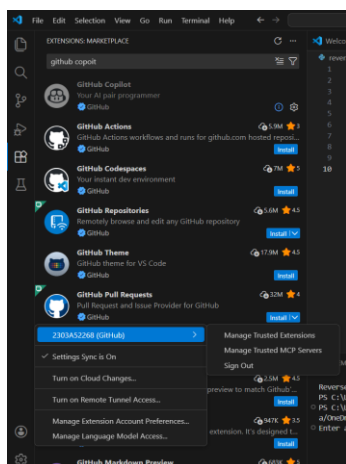 File Edit Selection View Go Run Terminal Help
EXTENSIONS: MARKETPLACE
Welco
github copoit
rever
GitHub Copilot
Your AI pair programmer
GitHub
GitHub Actions
5.9M 3
GitHub Actions workflows and runs for github.com hosted reposi...
GitHub
Install
GitHub Codespaces
7M 5
Your instant dev environment
GitHub
Install
GitHub Repositories
5.6M 4.5
Remotely browse and edit any GitHub repository
GitHub
Install
GitHub Theme
17.9M 4.5
GitHub theme for VS Code
GitHub
Install
GitHub Pull Requests
32M 4
Pull Request and Issue Provider for GitHub
GitHub
Install
1
2
3
4
5
6
7
8
9
10
2303A52268 (GitHub)
Manage Trusted Extensions
Manage Trusted MCP Servers
Sign Out
Settings Sync is On
Turn on Cloud Changes...
2.5M 4.5
preview to match Github'...
Install
Turn on Remote Tunnel Access...
Manage Extension Account Preferences...
947K 3.5
extension. It's designed t...
Install
Manage Language Model Access...
GitHub Markdown Preview
683K 5
Reverse
PS C:\
PS C:\
a/OneD
Enter